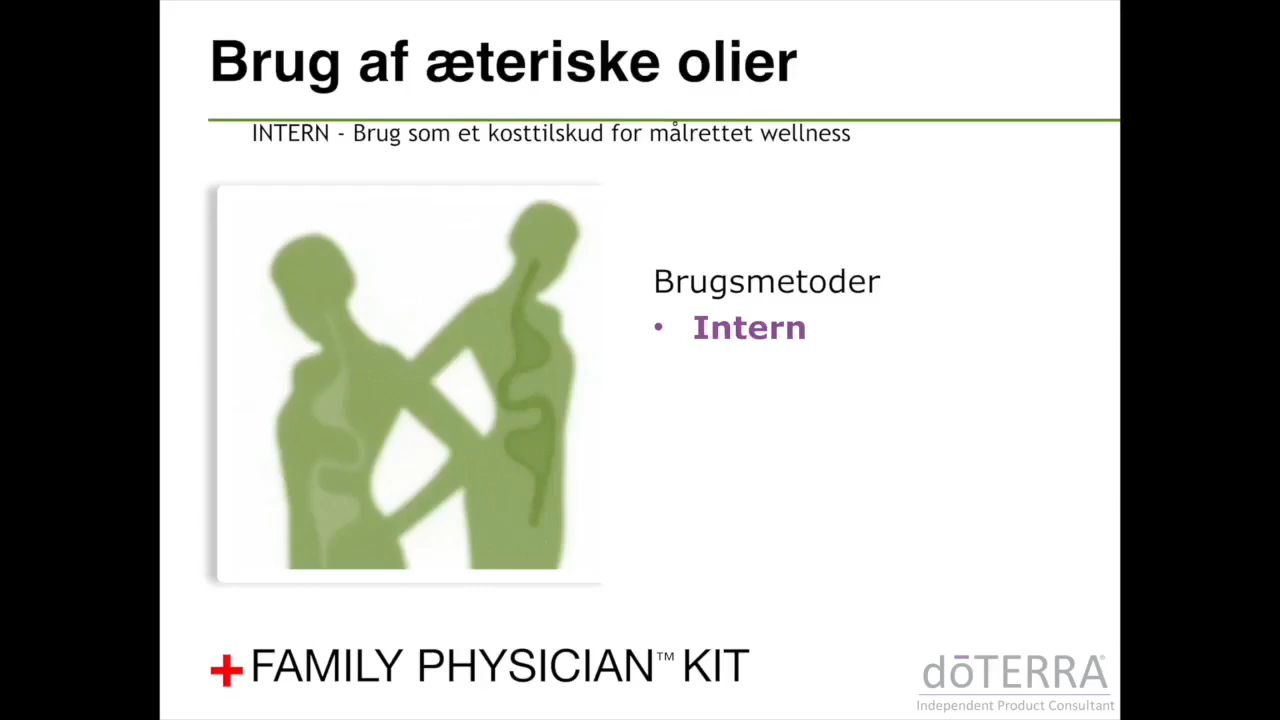 Brug af æteriske olier
INTERN - Brug som et kosttilskud for målrettet wellness
Brugsmetoder
• Intern
+FAMILY PHYSICIAN™ KIT
dōTERRA®
Independent Product Consultant